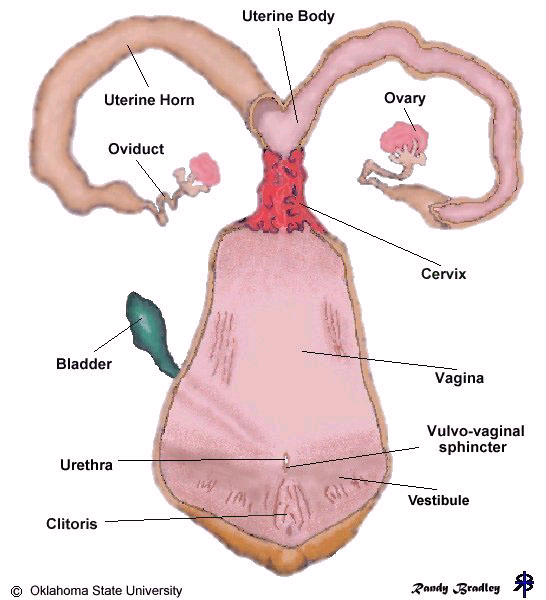 Uterine Body
Uterine Horn
Ovary
Oviduct
Cervix
Bladder
Vagina
Vulvo-vaginal
sphincter
Urethra
Vestibule
Clitoris
© Oklahoma State University
Randy Bradley